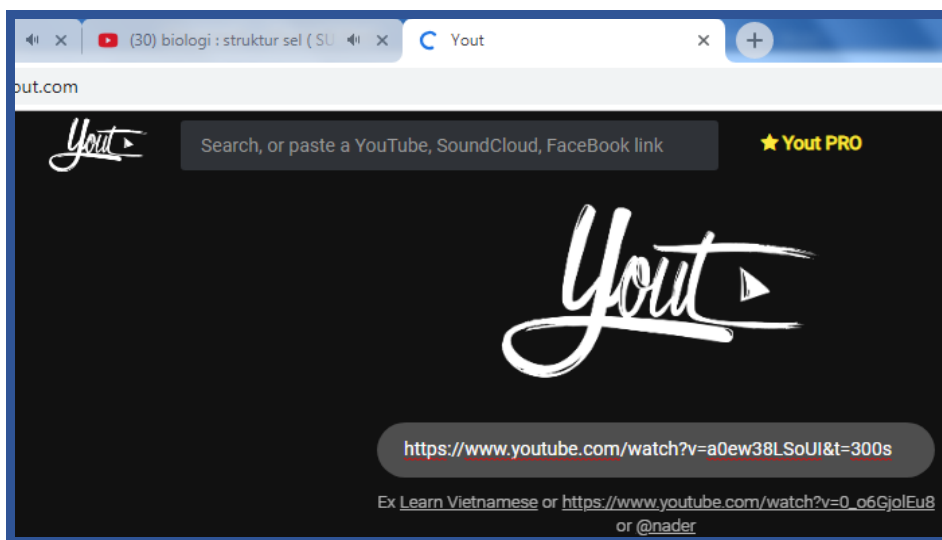 (30) biologi : struktur sel ( SU
Yout
out.com
Yout
Search, or paste a YouTube, SoundCloud, FaceBook link
Yout PRO
Yout
https://www.youtube.com/watch?v=a0ew38LSoUI&t=300s
Ex Learn Vietnamese or https://www.youtube.com/watch?v=0_o6GjolEu8
or @nader